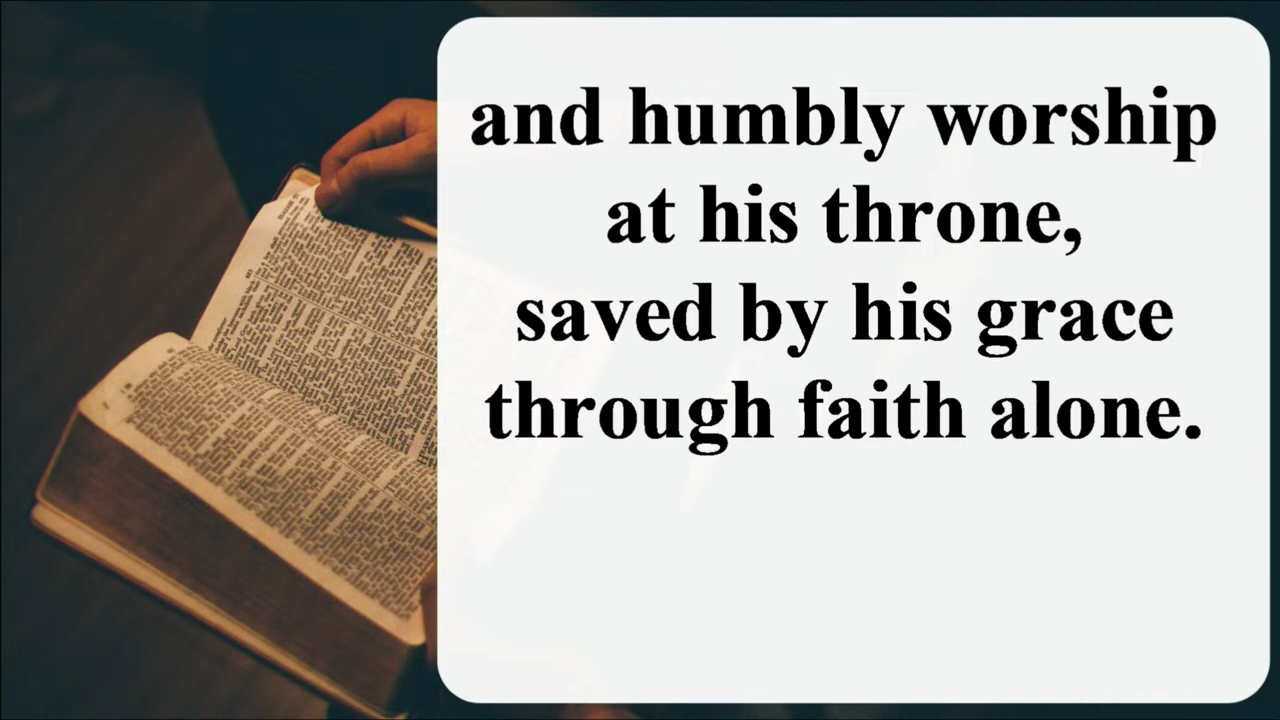 and humbly worship
at his throne,
saved by his grace
through faith alone.